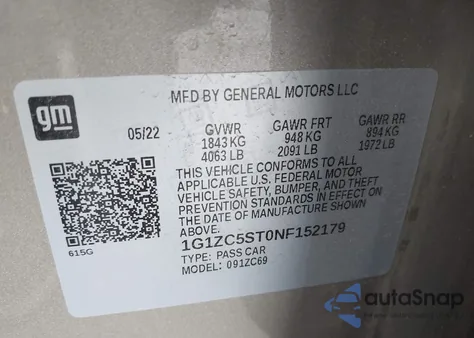 gm
MFD BY GENERAL MOTORS LLC
05/22 GVWR GAWR FRT GAWR RR
1843 KG 948 KG 894 KG
4063 LB 2091 LB 1972 LB
THIS VEHICLE CONFORMS TO ALL
APPLICABLE U.S. FEDERAL MOTOR
VEHICLE SAFETY, BUMPER, AND THEFT
PREVENTION STANDARDS IN EFFECT
ON THE DATE OF MANUFACTURE SHOWN
ABOVE.
1G1ZC5ST0NF152179
615G
TYPE: PASS CAR
MODEL: 091ZC69
autoSnap